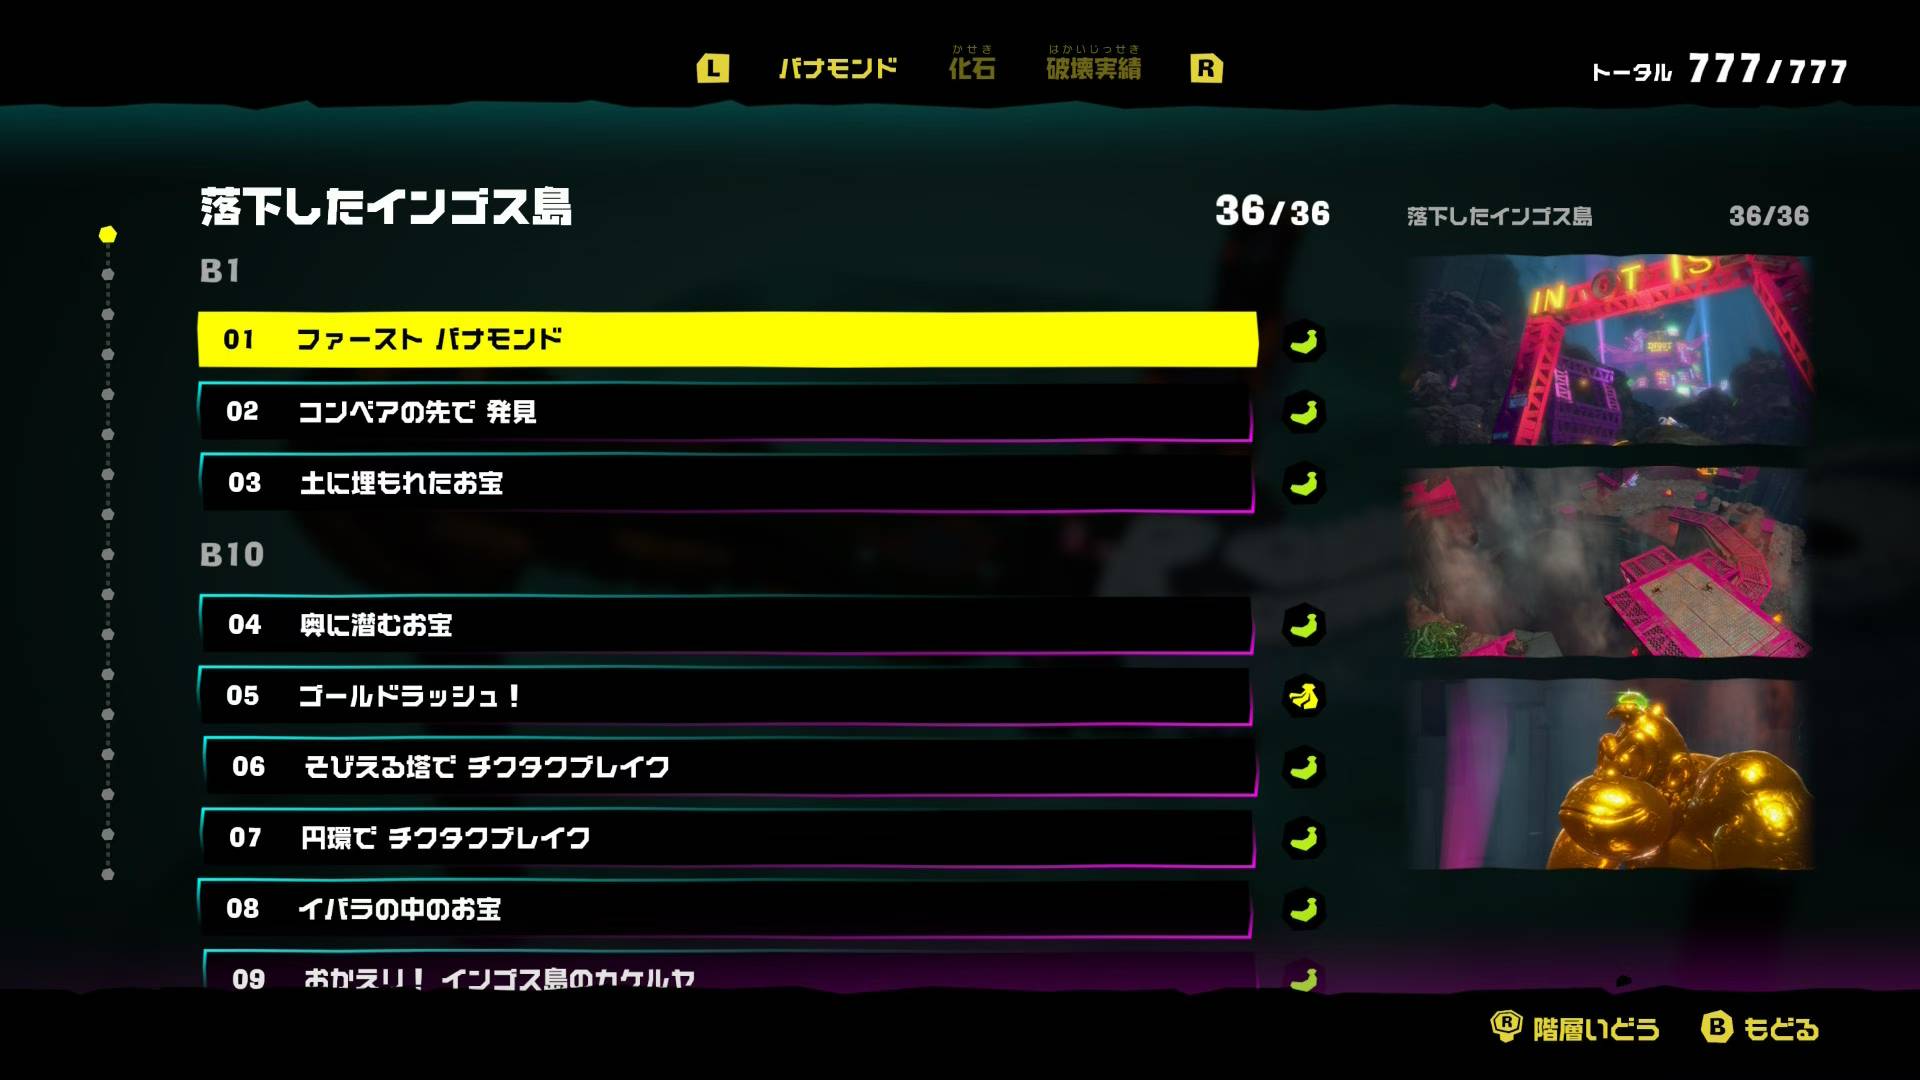 L パナモンド 化石 破壊実績 R
かせき はかいじっせき
トータル 777/777
落下したインゴス島 36/36
B1
01 ファースト バナモンド
02 コンベアの先で 発見
03 土に埋もれたお宝
B10
04 奥に潜むお宝
05 ゴールドラッシュ！
06 そびえる塔で チクタクブレイク
07 円環で チクタクブレイク
08 イバラの中のお宝
09 おかえり！ インゴス島のカケルヤ
落下したインゴス島 36/36
IN OT IS
R 階層いどう B もどる